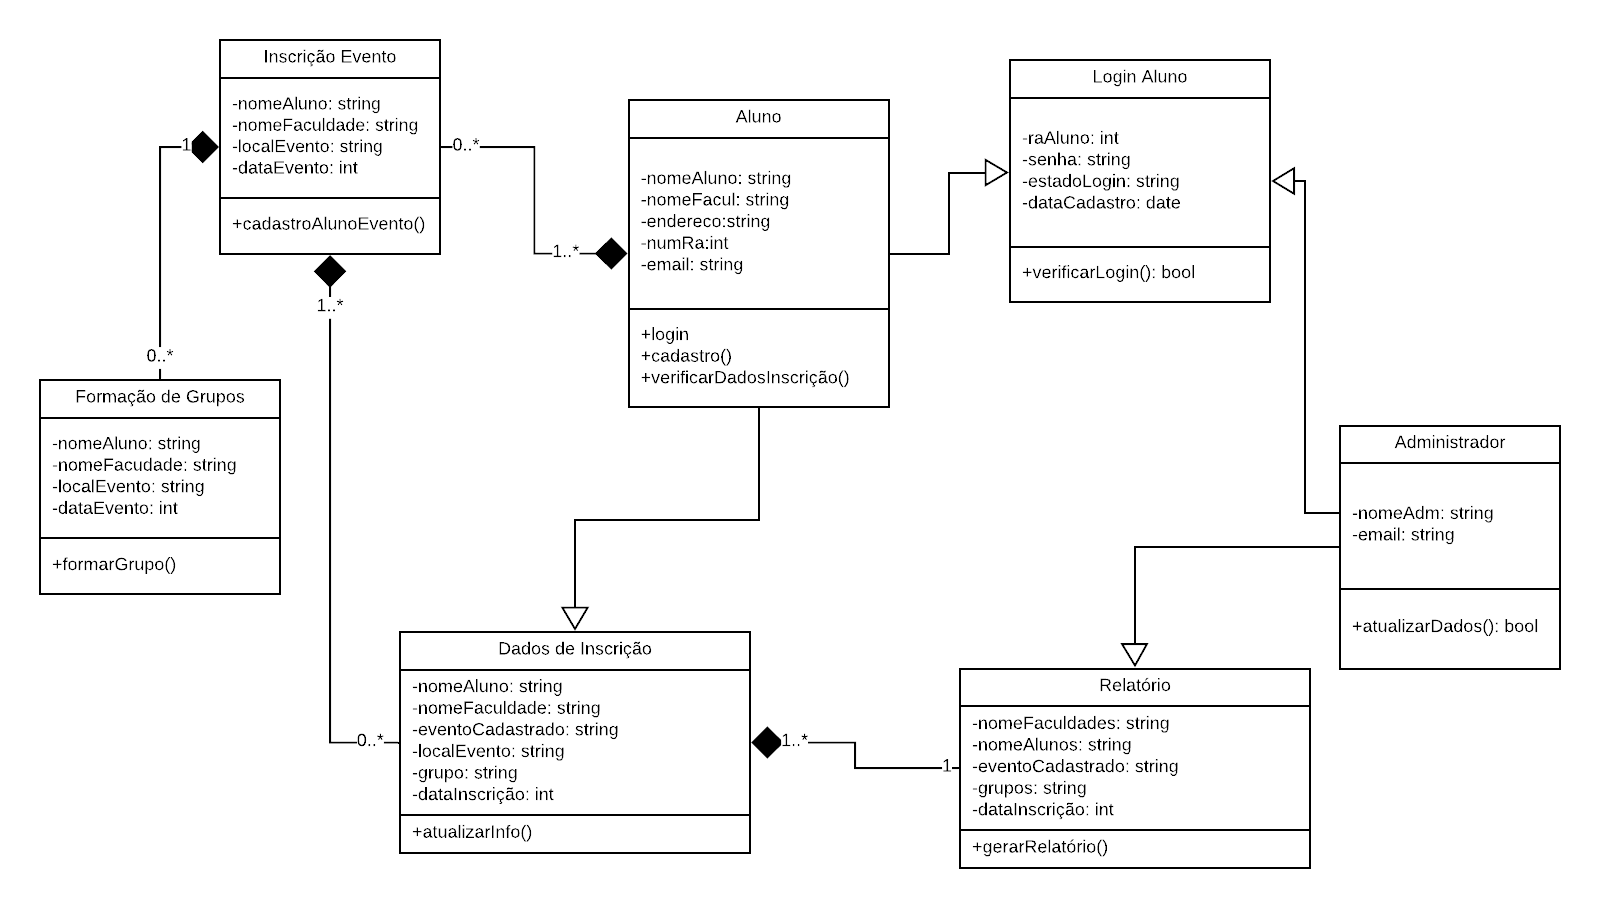 Inscrição Evento
-nomeAluno: string
-nomeFaculdade: string
-localEvento: string
-dataEvento: int
+cadastroAlunoEvento()
1
0..*
1..*
0..*
1..*
Aluno
-nomeAluno: string
-nomeFacul: string
-endereco:string
-numRa:int
-email: string
+login
+cadastro()
+verificarDadosInscrição()
Login Aluno
-raAluno: int
-senha: string
-estadoLogin: string
-dataCadastro: date
+verificarLogin(): bool
Formação de Grupos
-nomeAluno: string
-nomeFacudade: string
-localEvento: string
-dataEvento: int
+formarGrupo()
Administrador
-nomeAdm: string
-email: string
+atualizarDados(): bool
Dados de Inscrição
-nomeAluno: string
-nomeFaculdade: string
-eventoCadastrado: string
-localEvento: string
-grupo: string
-dataInscrição: int
+atualizarInfo()
0..*
1..*
1
Relatório
-nomeFaculdades: string
-nomeAlunos: string
-eventoCadastrado: string
-grupos: string
-dataInscrição: int
+gerarRelatório()